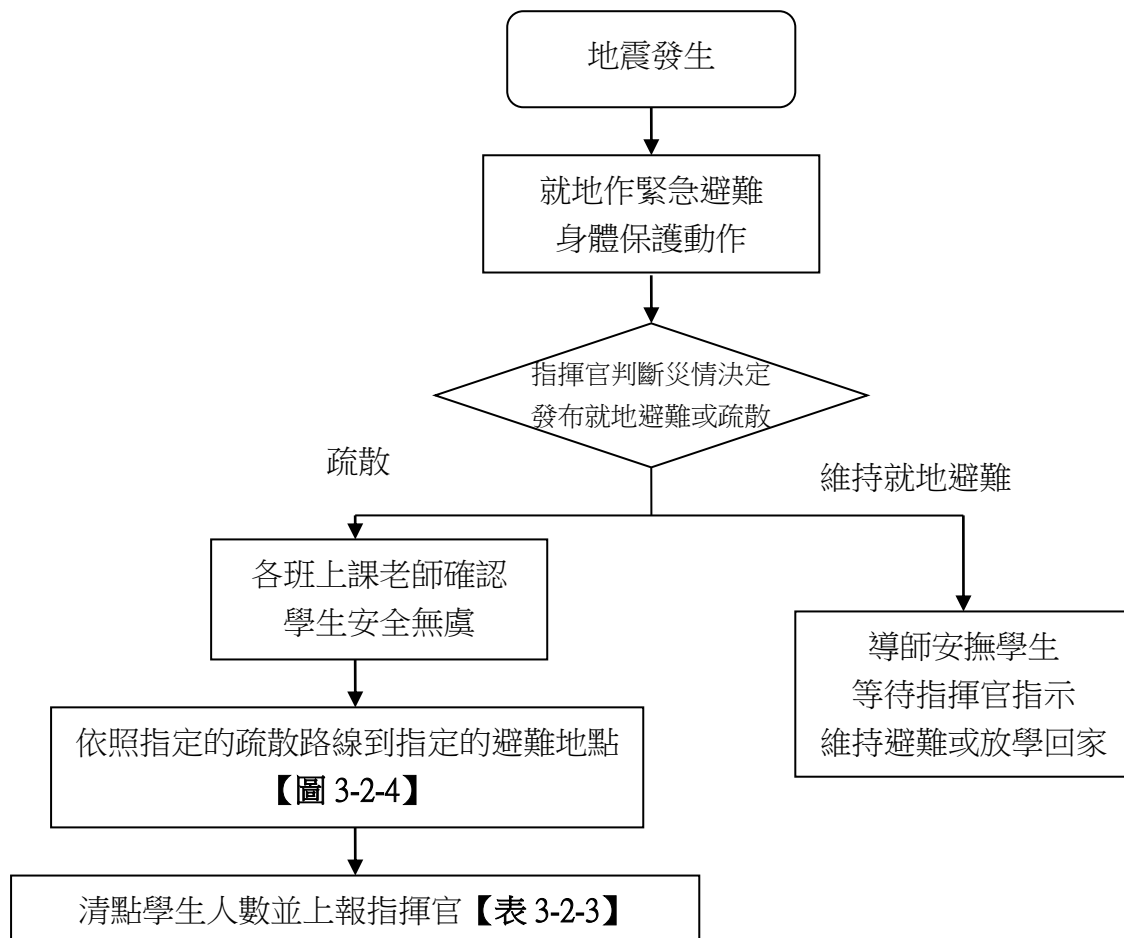 地震發生
就地作緊急避難
身體保護動作
指揮官判斷災情決定
發布就地避難或疏散
疏散
維持就地避難
各班上課老師確認
學生安全無虞
導師安撫學生
等待指揮官指示
維持避難或放學回家
依照指定的疏散路線到指定的避難地點
【圖 3-2-4】
清點學生人數並上報指揮官【表 3-2-3】